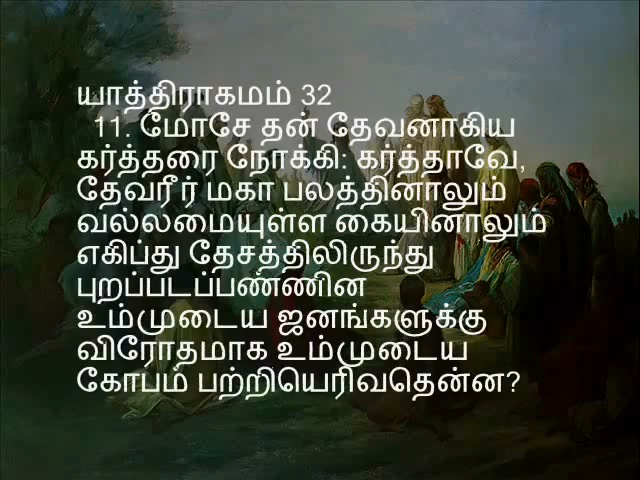 யாத்திராகமம் 32
11. மோசே தன் தேவனாகிய
கர்த்தரை நோக்கி: கர்த்தாவே,
தேவரீர் மகா பலத்தினாலும்
வல்லமையுள்ள கையினாலும்
எகிப்து தேசத்திலிருந்து
புறப்படப்பண்ணின
உம்முடைய ஜனங்களுக்கு
விரோதமாக உம்முடைய
கோபம் பற்றியெரிவதென்ன?